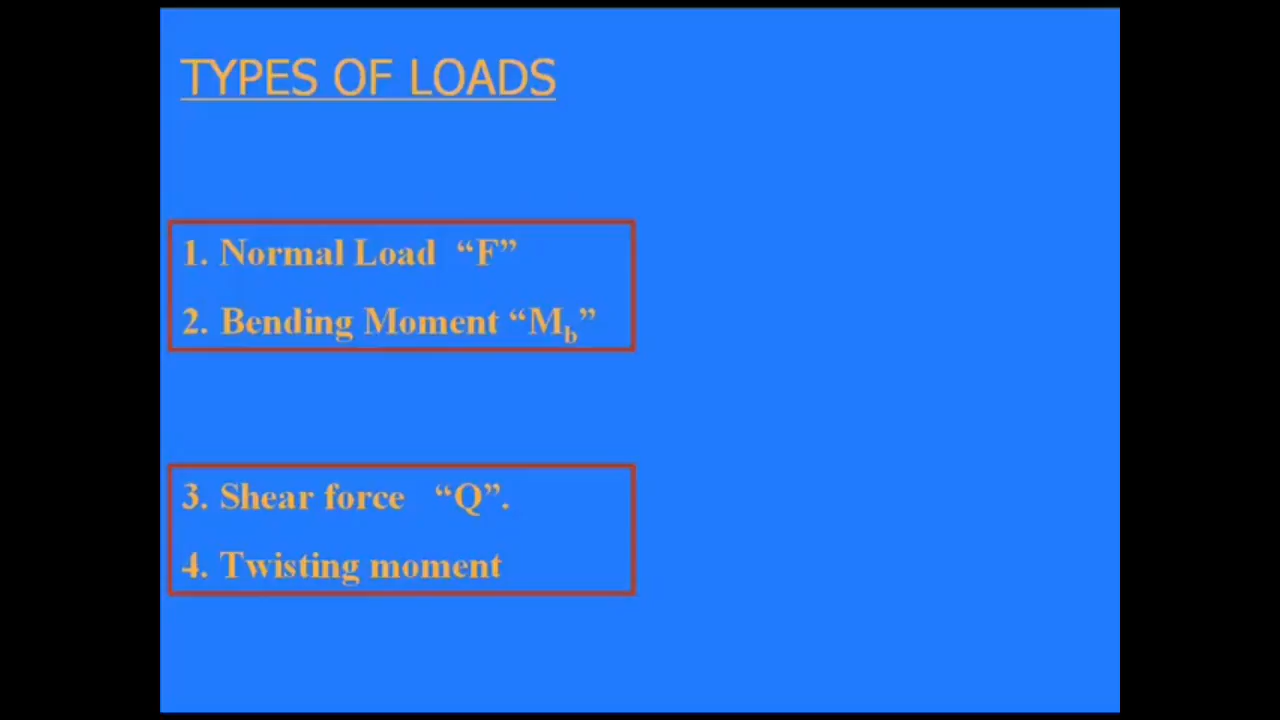 TYPES OF LOADS
1. Normal Load “F”
2. Bending Moment “Mb”
3. Shear force “Q”.
4. Twisting moment